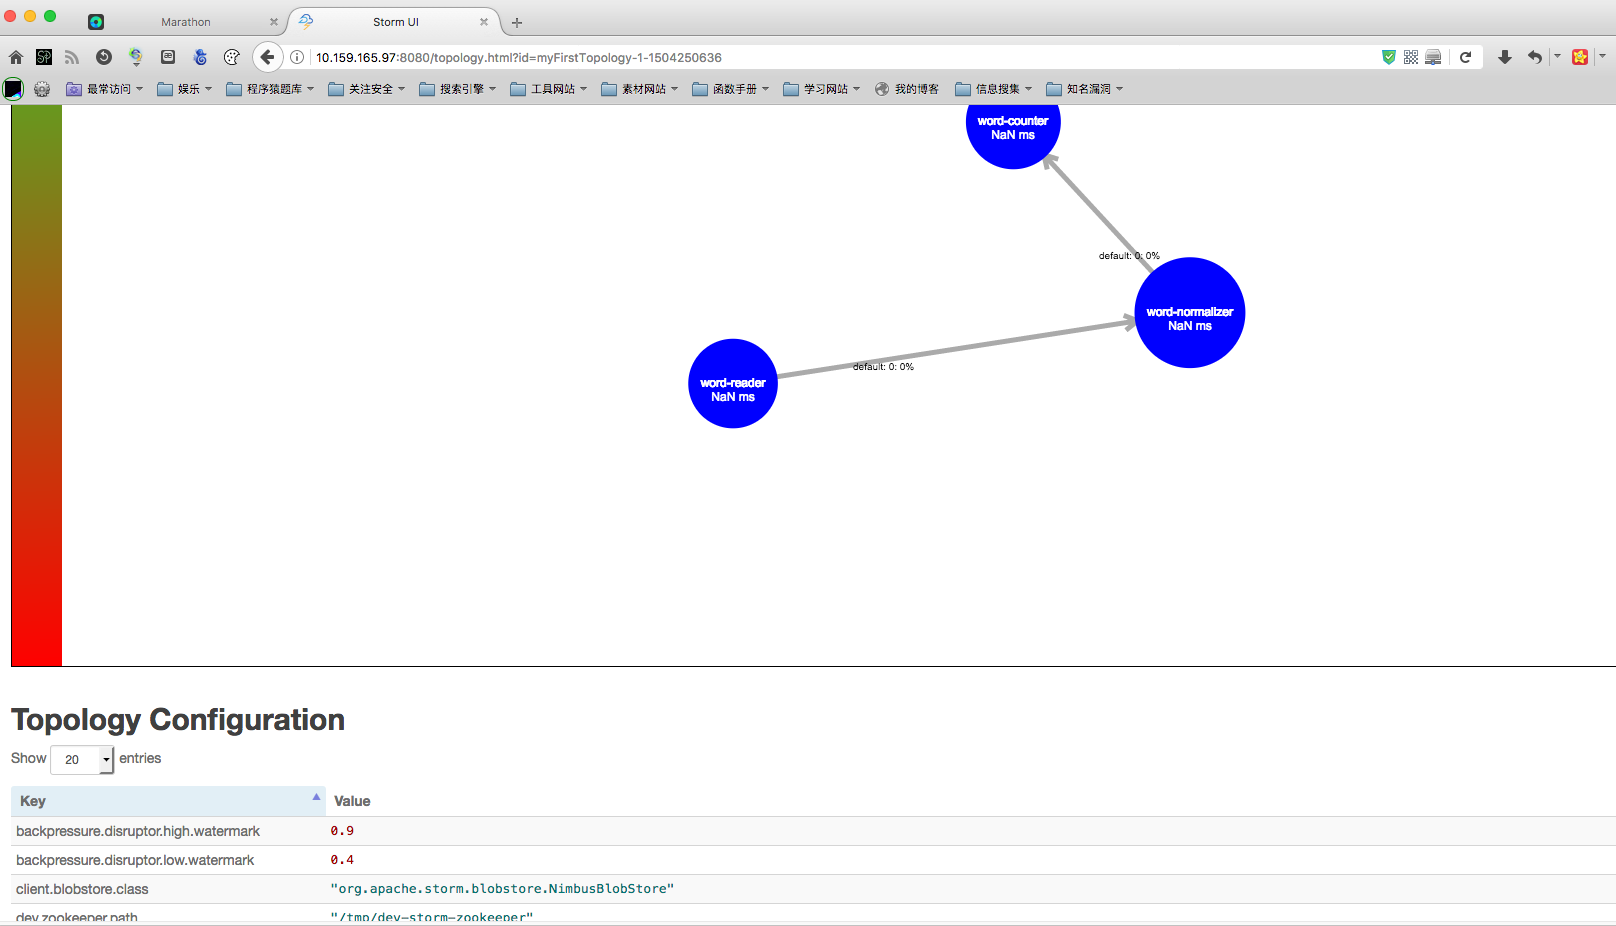 Marathon
Storm UI
10.159.165.97:8080/topology.html?id=myFirstTopology-1-1504250636
最常访问 娱乐 程序猿题库 关注安全 搜索引擎 工具网站 素材网站 函数手册 学习网站 我的博客 信息搜集 知名漏洞
word-counter
NaN ms
default: 0: 0%
word-normalizer
NaN ms
default: 0: 0%
word-reader
NaN ms
Topology Configuration
Show 20 entries
Key Value
backpressure.disruptor.high.watermark 0.9
backpressure.disruptor.low.watermark 0.4
client.blobstore.class "org.apache.storm.blobstore.NimbusBlobStore"
dev.zookeeper.path "/tmp/dev-storm-zookeeper"